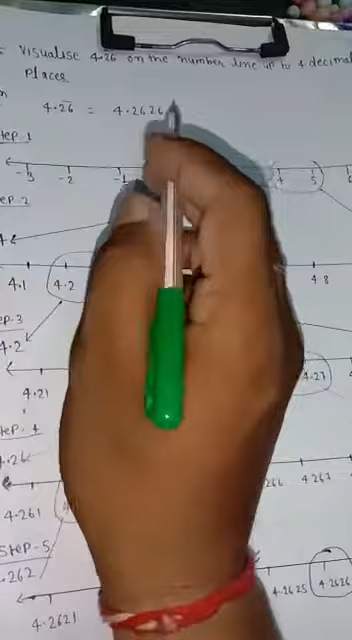 Visualise 4.26 on the number line up to 4 decimal
places.
4.26 = 4.2626
Step-1
-3 -2 -1 5
Step-2
4
4.1 4.2 4.8
Step-3
4.2
4.21 4.27
Step-4
4.26
4.261 266 4.267
Step-5
4.262
4.2621 4.2625 4.2626